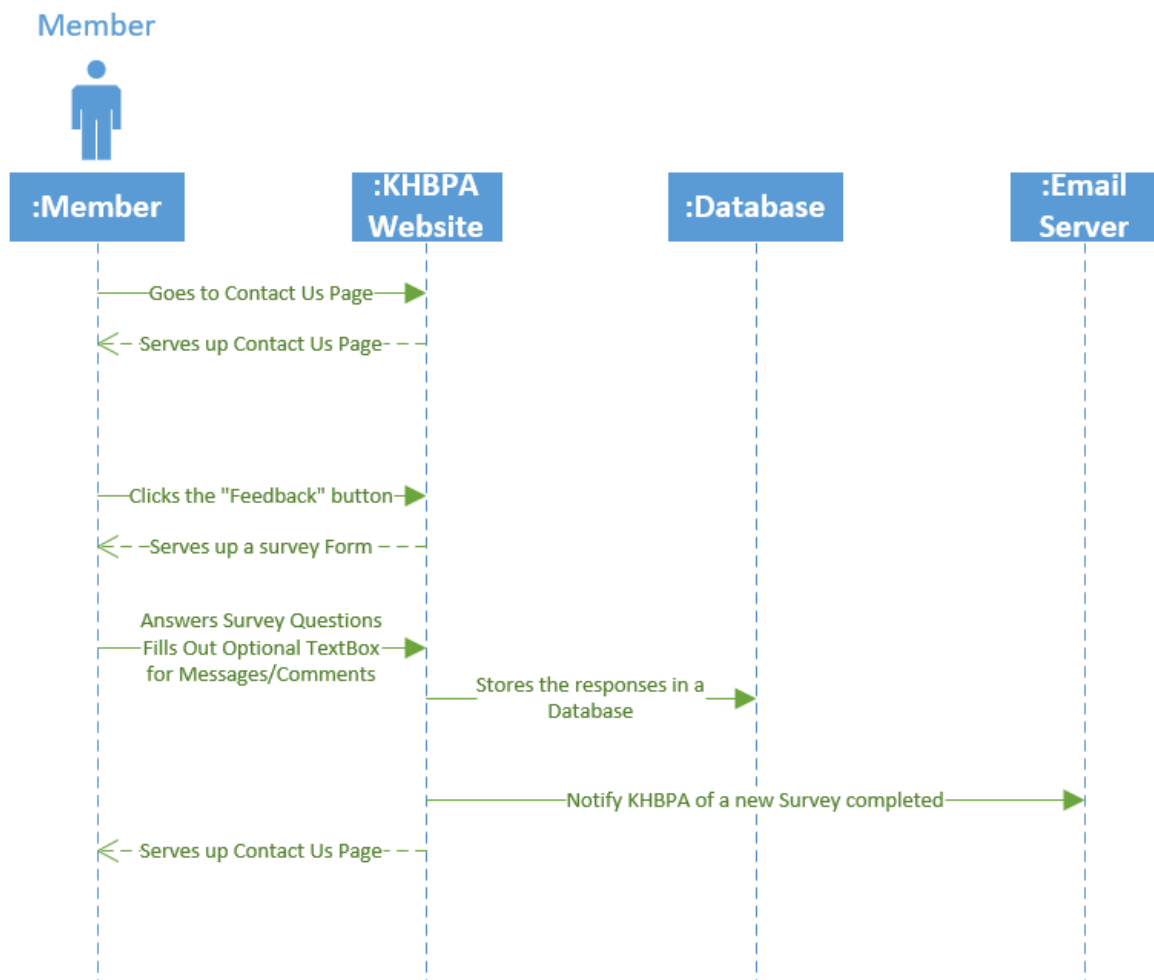 Member
:Member
:KHBPA
Website
:Database
:Email
Server
Goes to Contact Us Page
Serves up Contact Us Page
Clicks the "Feedback" button
Serves up a survey Form
Answers Survey Questions
Fills Out Optional TextBox
for Messages/Comments
Stores the responses in a
Database
Notify KHBPA of a new Survey completed
Serves up Contact Us Page